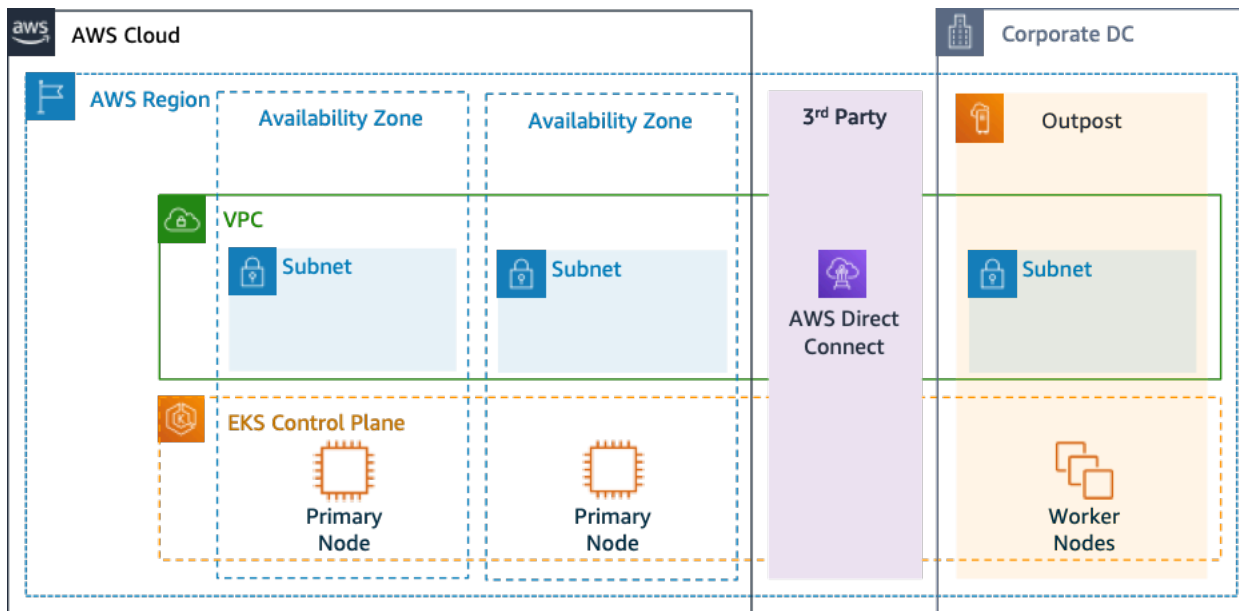 aws
AWS Cloud
Corporate DC
AWS Region
Availability Zone
Availability Zone
3rd Party
Outpost
VPC
Subnet
Subnet
Subnet
AWS Direct
Connect
EKS Control Plane
Primary
Node
Primary
Node
Worker
Nodes